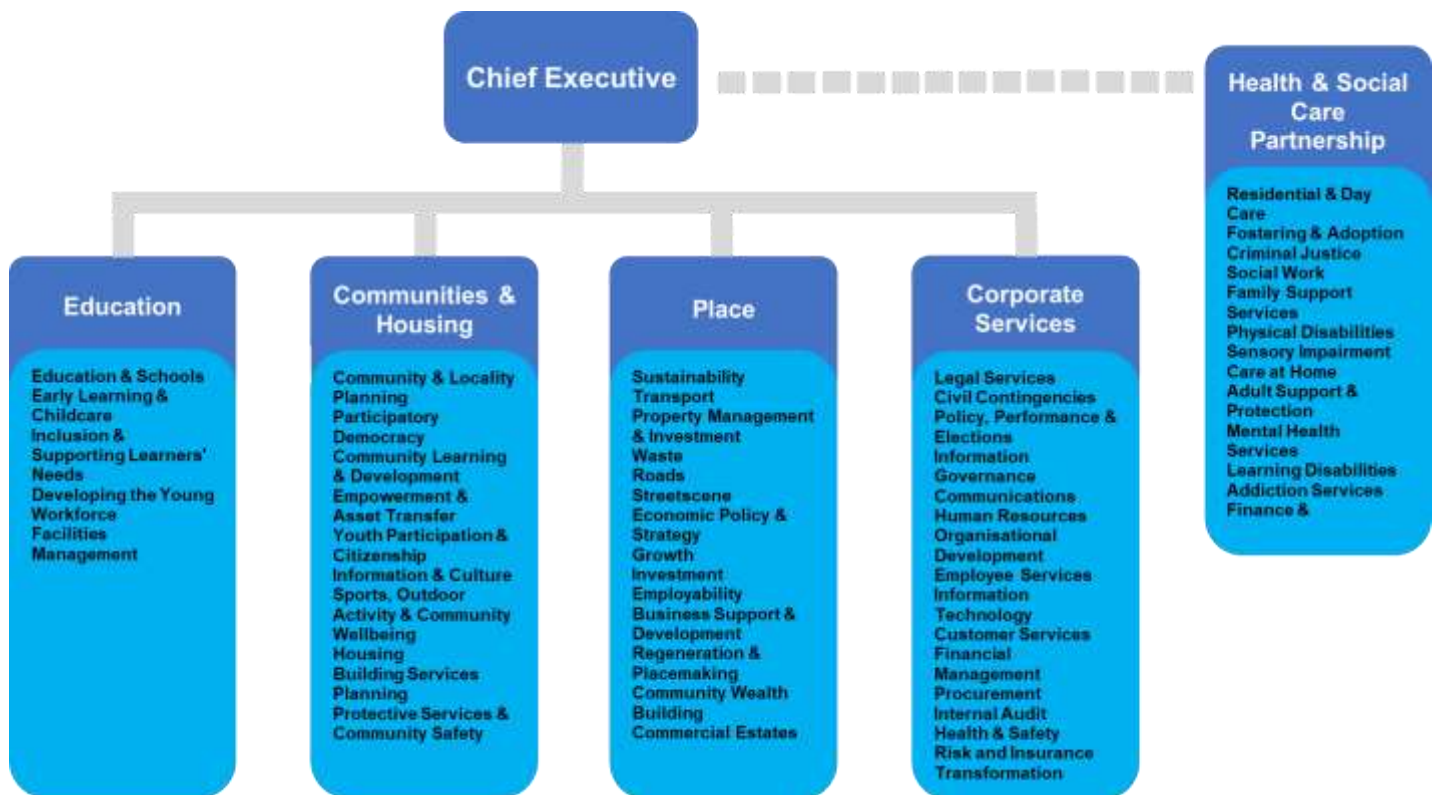 Chief Executive
Health & Social
Care
Partnership
Residential & Day
Care
Fostering & Adoption
Criminal Justice
Social Work
Family Support
Services
Physical Disabilities
Sensory Impairment
Care at Home
Adult Support &
Protection
Mental Health
Services
Learning Disabilities
Addiction Services
Finance &
Education
Education & Schools
Early Learning &
Childcare
Inclusion &
Supporting Learners'
Needs
Developing the Young
Workforce
Facilities
Management
Communities &
Housing
Community & Locality
Planning
Participatory
Democracy
Community Learning
& Development
Empowerment &
Asset Transfer
Youth Participation &
Citizenship
Information & Culture
Sports, Outdoor
Activity & Community
Wellbeing
Housing
Building Services
Planning
Protective Services &
Community Safety
Place
Sustainability
Transport
Property Management
& Investment
Waste
Roads
Streetscene
Economic Policy &
Strategy
Growth
Investment
Employability
Business Support &
Development
Regeneration &
Placemaking
Community Wealth
Building
Commercial Estates
Corporate
Services
Legal Services
Civil Contingencies
Policy, Performance &
Elections
Information
Governance
Communications
Human Resources
Organisational
Development
Employee Services
Information
Technology
Customer Services
Financial
Management
Procurement
Internal Audit
Health & Safety
Risk and Insurance
Transformation